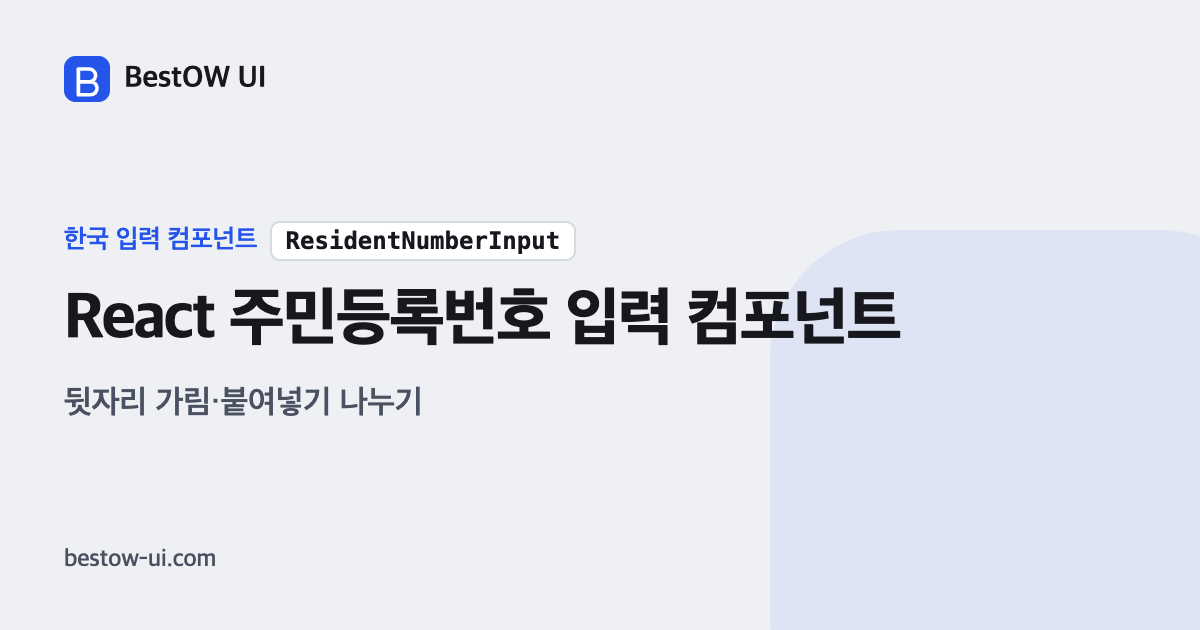 B BestOW UI
한국 입력 컴포넌트 ResidentNumberInput
React 주민등록번호 입력 컴포넌트
뒷자리 가림·붙여넣기 나누기
bestow-ui.com